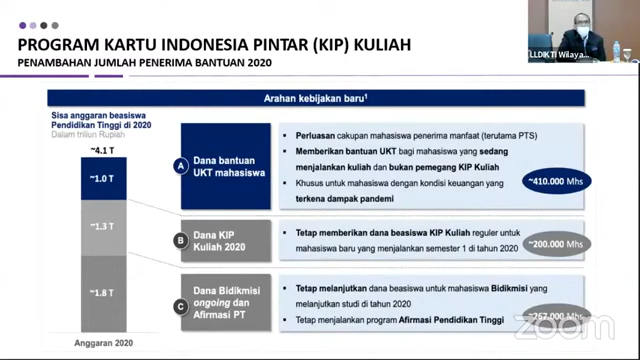 PROGRAM KARTU INDONESIA PINTAR (KIP) KULIAH
PENAMBAHAN JUMLAH PENERIMA BANTUAN 2020
LLDIKTI Wilaya...
Arahan kebijakan baru¹
Sisa anggaran beasiswa
Pendidikan Tinggi di 2020
Dalam triliun Rupiah
~4.1 T
~1.0 T
~1.3 T
~1.8 T
Anggaran 2020
A
Dana bantuan
UKT mahasiswa
▪ Perluasan cakupan mahasiswa penerima manfaat (terutama PTS)
▪ Memberikan bantuan UKT bagi mahasiswa yang sedang
menjalankan kuliah dan bukan pemegang KIP Kuliah
▪ Khusus untuk mahasiswa dengan kondisi keuangan yang
terkena dampak pandemi
~410.000 Mhs
B
Dana KIP
Kuliah 2020
▪ Tetap memberikan dana beasiswa KIP Kuliah reguler untuk
mahasiswa baru yang menjalankan semester 1 di tahun 2020
~200.000 Mhs
C
Dana Bidikmisi
ongoing dan
Afirmasi PT
▪ Tetap melanjutkan dana beasiswa untuk mahasiswa Bidikmisi yang
melanjutkan studi di tahun 2020
▪ Tetap menjalankan program Afirmasi Pendidikan Tinggi
~267.000 Mhs
zoom